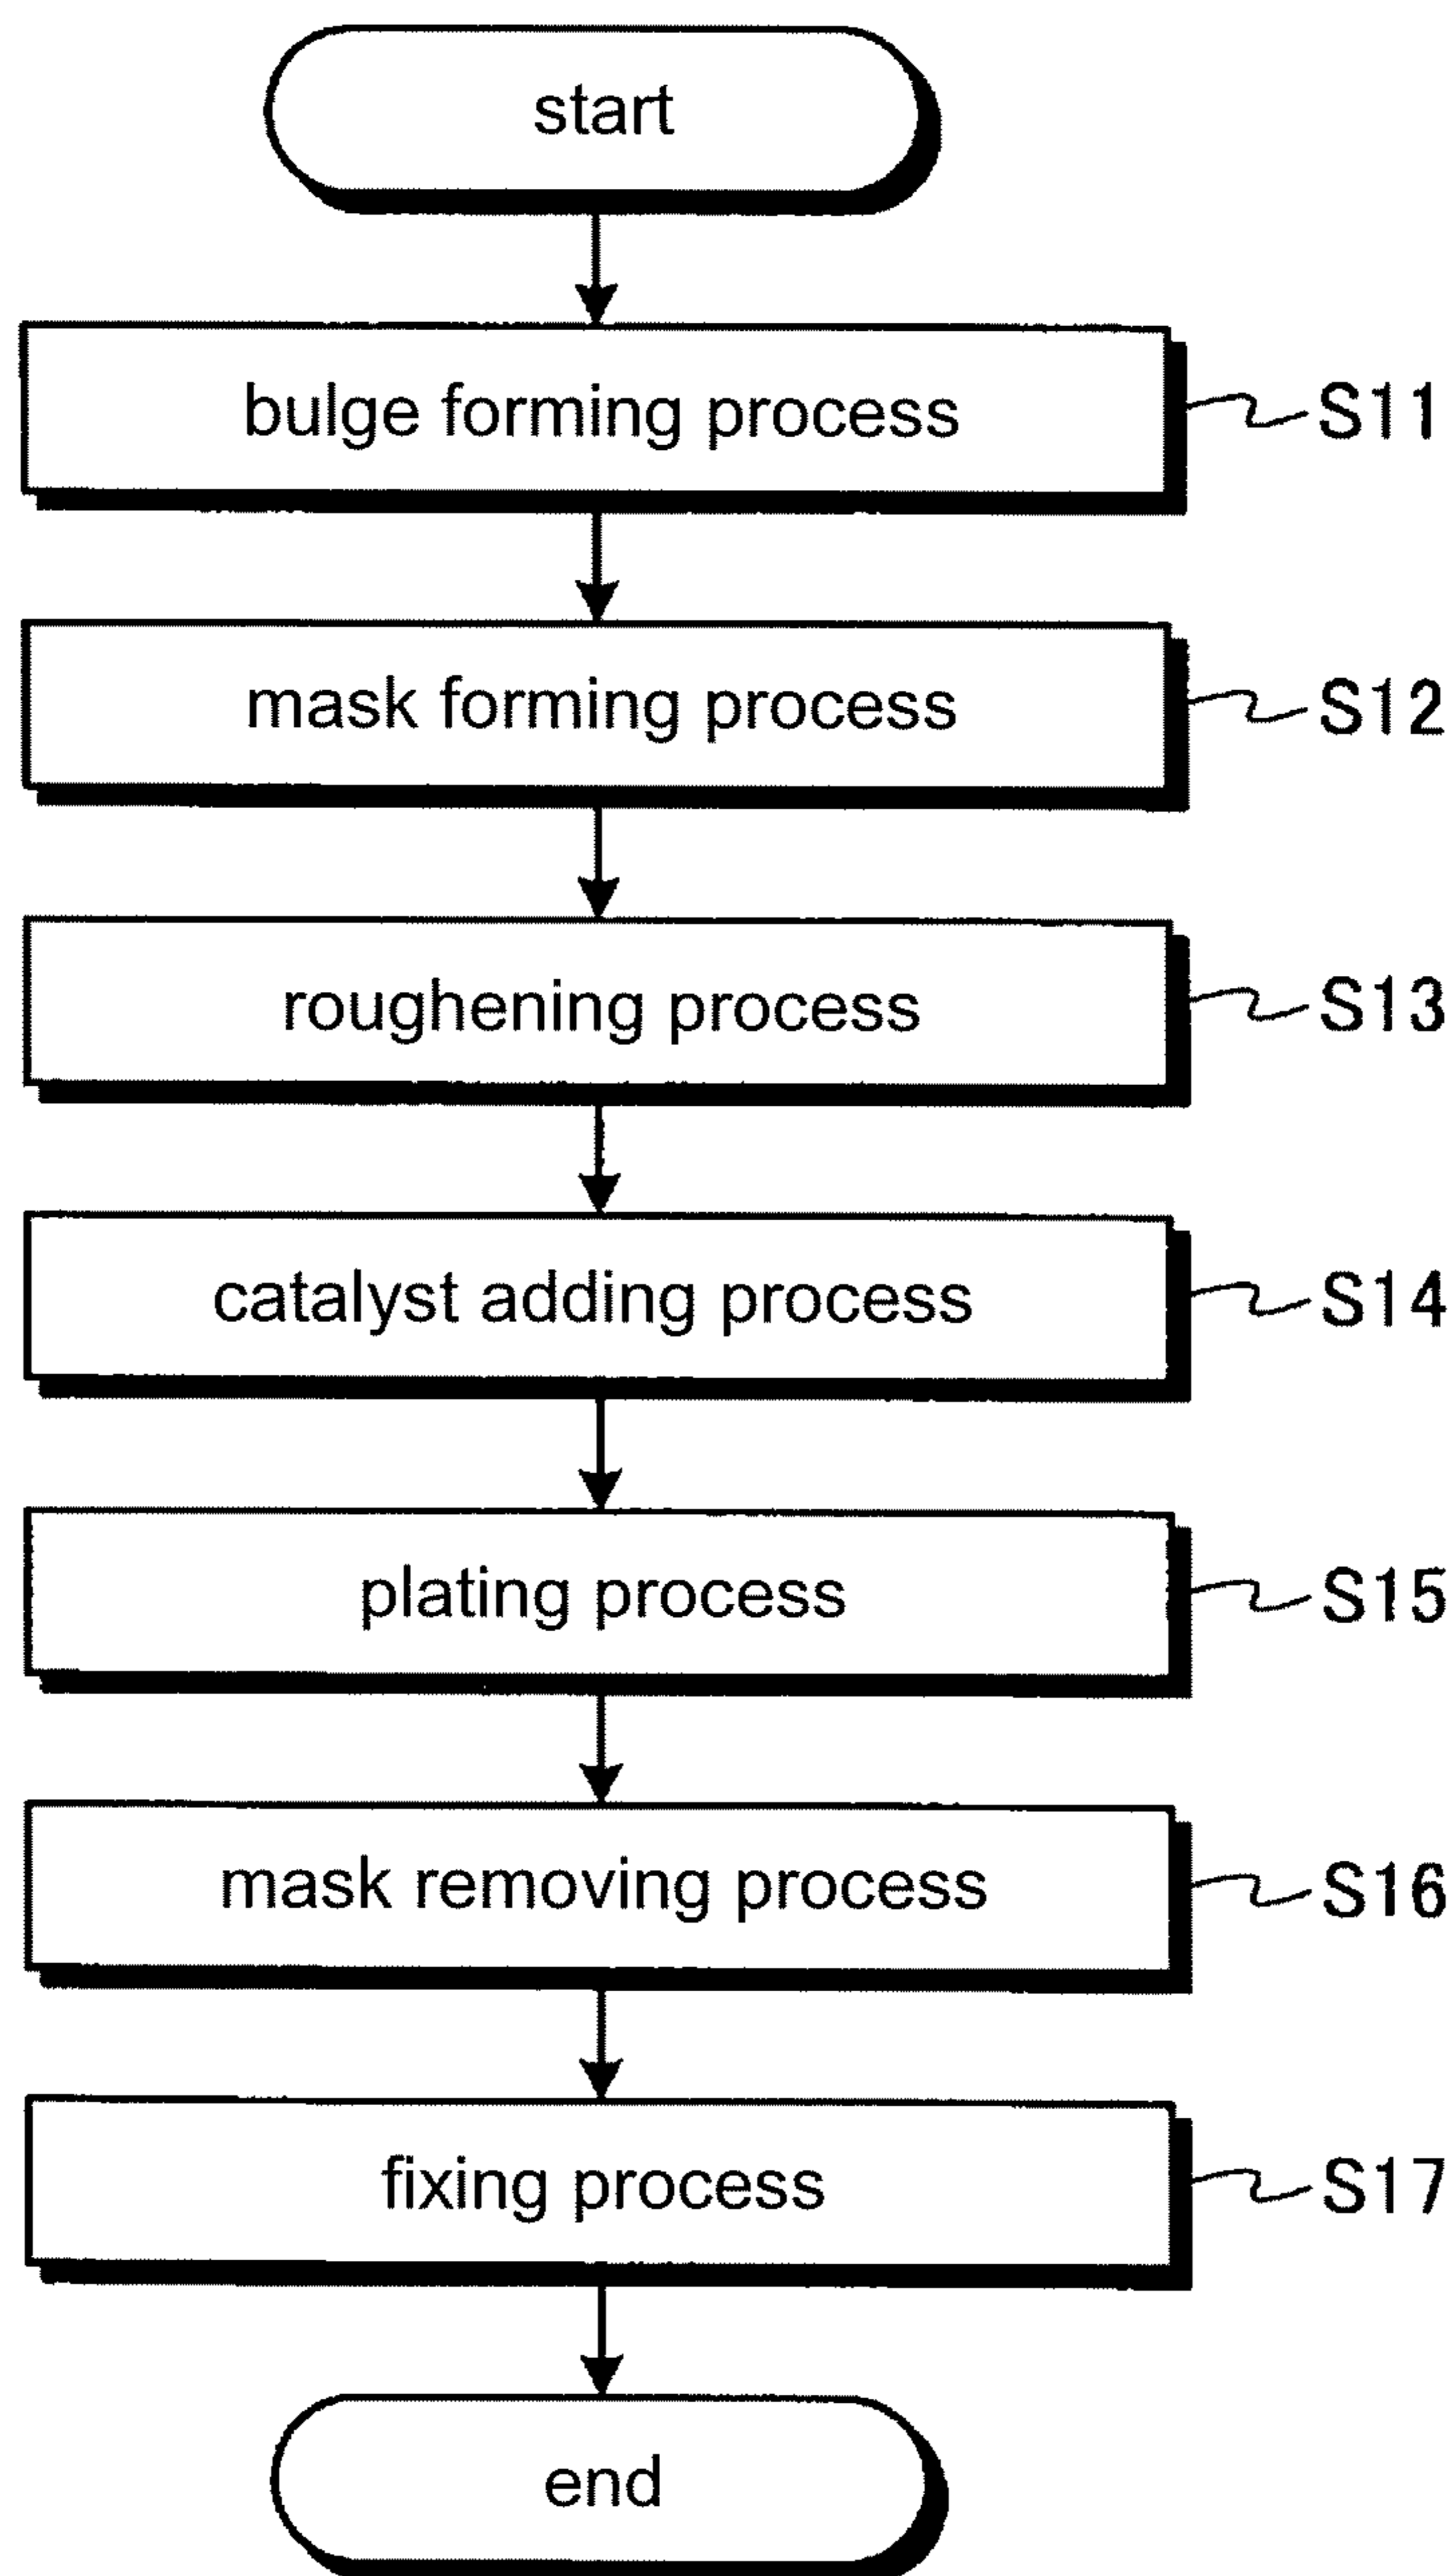 start
bulge forming process
S11
mask forming process
S12
roughening process
S13
catalyst adding process
S14
plating process
S15
mask removing process
S16
fixing process
S17
end